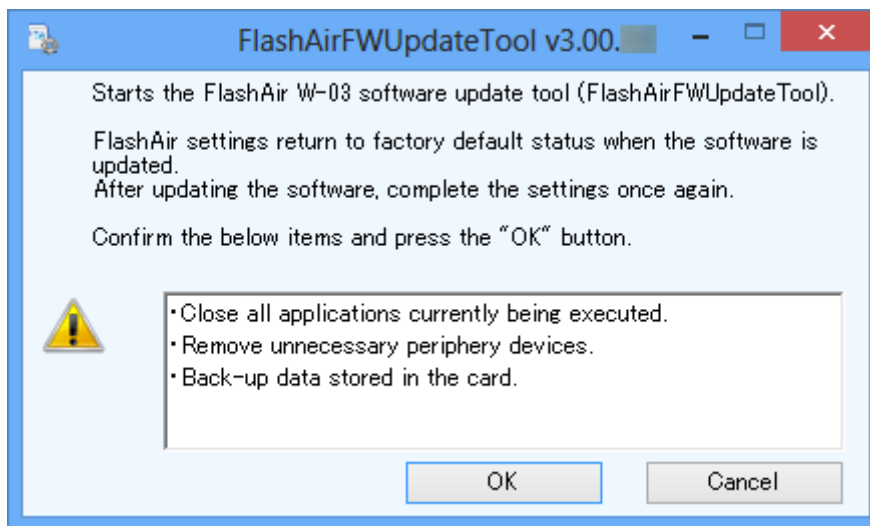 FlashAirFWUpdateTool v3.00.
Starts the FlashAir W-03 software update tool (FlashAirFWUpdateTool).
FlashAir settings return to factory default status when the software is
updated.
After updating the software, complete the settings once again.
Confirm the below items and press the "OK" button.
・Close all applications currently being executed.
・Remove unnecessary periphery devices.
・Back-up data stored in the card.
OK Cancel